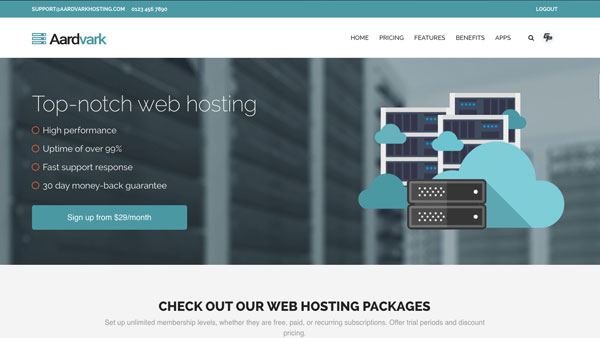 SUPPORT@AARDVARKHOSTING.COM 0123 456 7890 LOGOUT
Aardvark HOME PRICING FEATURES BENEFITS APPS
Top-notch web hosting
High performance
Uptime of over 99%
Fast support response
30 day money-back guarantee
Sign up from $29/month
CHECK OUT OUR WEB HOSTING PACKAGES
Set up unlimited membership levels, whether they are free, paid, or recurring subscriptions. Offer trial periods and discount
pricing.